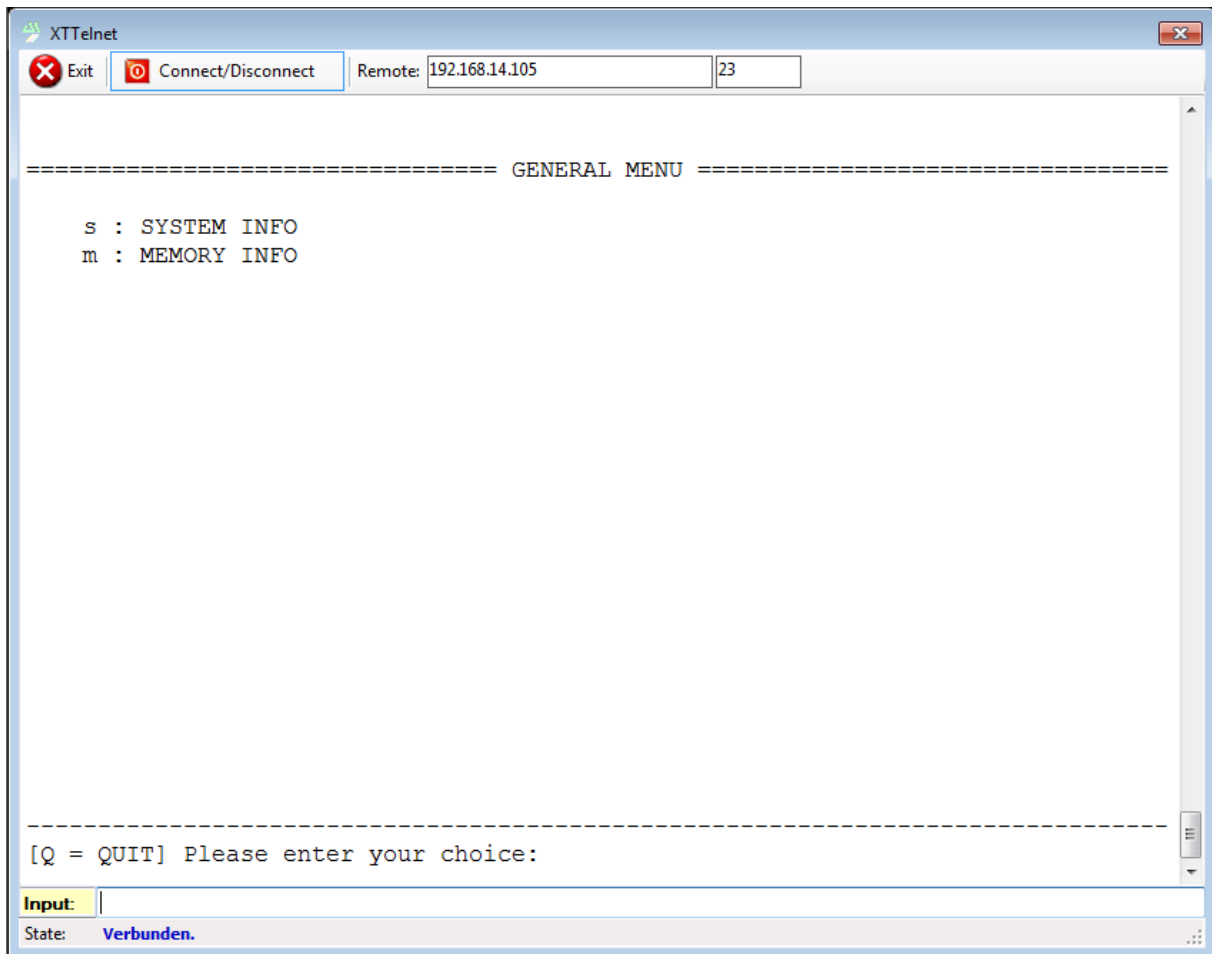 XTTelnet
Exit Connect/Disconnect Remote: 192.168.14.105 23
================================= GENERAL MENU =================================
s : SYSTEM INFO
m : MEMORY INFO
--------------------------------------------------------------------------------
[Q = QUIT] Please enter your choice:
Input:
State: Verbunden.